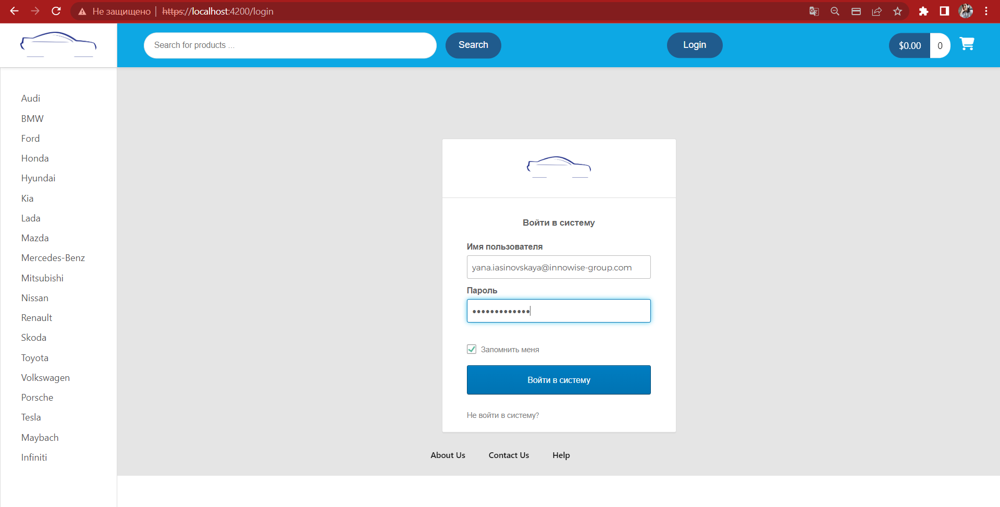 Не защищено | https://localhost:4200/login
Search for products ...
Search
Login
$0.00
0
Audi
BMW
Ford
Honda
Hyundai
Kia
Lada
Mazda
Mercedes-Benz
Mitsubishi
Nissan
Renault
Skoda
Toyota
Volkswagen
Porsche
Tesla
Maybach
Infiniti
Войти в систему
Имя пользователя
yana.iasinovskaya@innowise-group.com
Пароль
•••••••••••••
Запомнить меня
Войти в систему
Не войти в систему?
About Us
Contact Us
Help